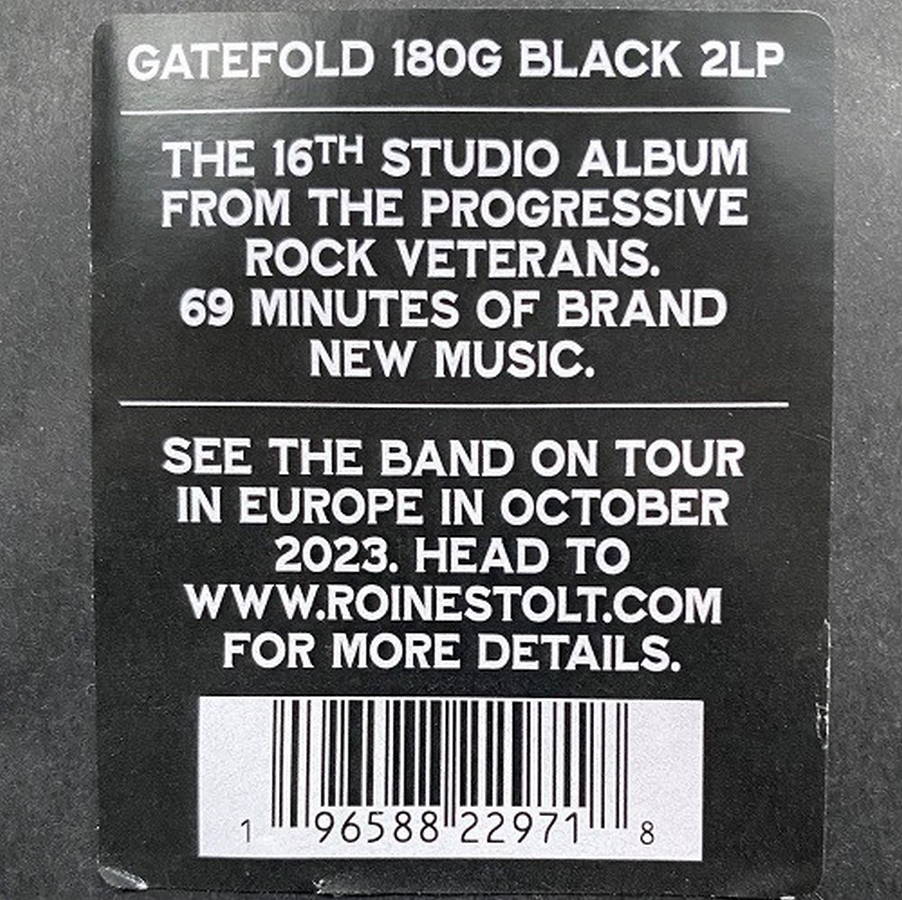 GATEFOLD 180G BLACK 2LP
THE 16TH STUDIO ALBUM
FROM THE PROGRESSIVE
ROCK VETERANS.
69 MINUTES OF BRAND
NEW MUSIC.
SEE THE BAND ON TOUR
IN EUROPE IN OCTOBER
2023. HEAD TO
WWW.ROINESTOLT.COM
FOR MORE DETAILS.
1 96588 22971 8